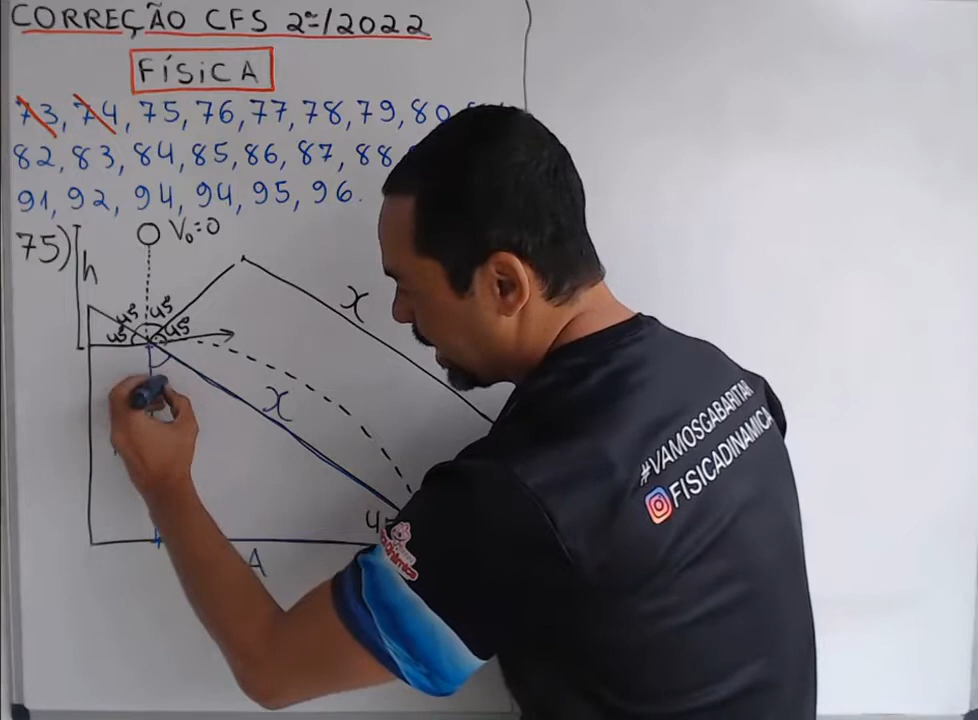 CORREÇÃO CFS 2º/2022
FÍSICA
73, 74, 75, 76, 77, 78, 79, 80
82, 83, 84, 85, 86, 87, 88
91, 92, 94, 94, 95, 96.
75)
h
V₀=0
45° 45°
45° 45°
x
x
A
#VAMOSGABARITAR
FISICADINAMICA